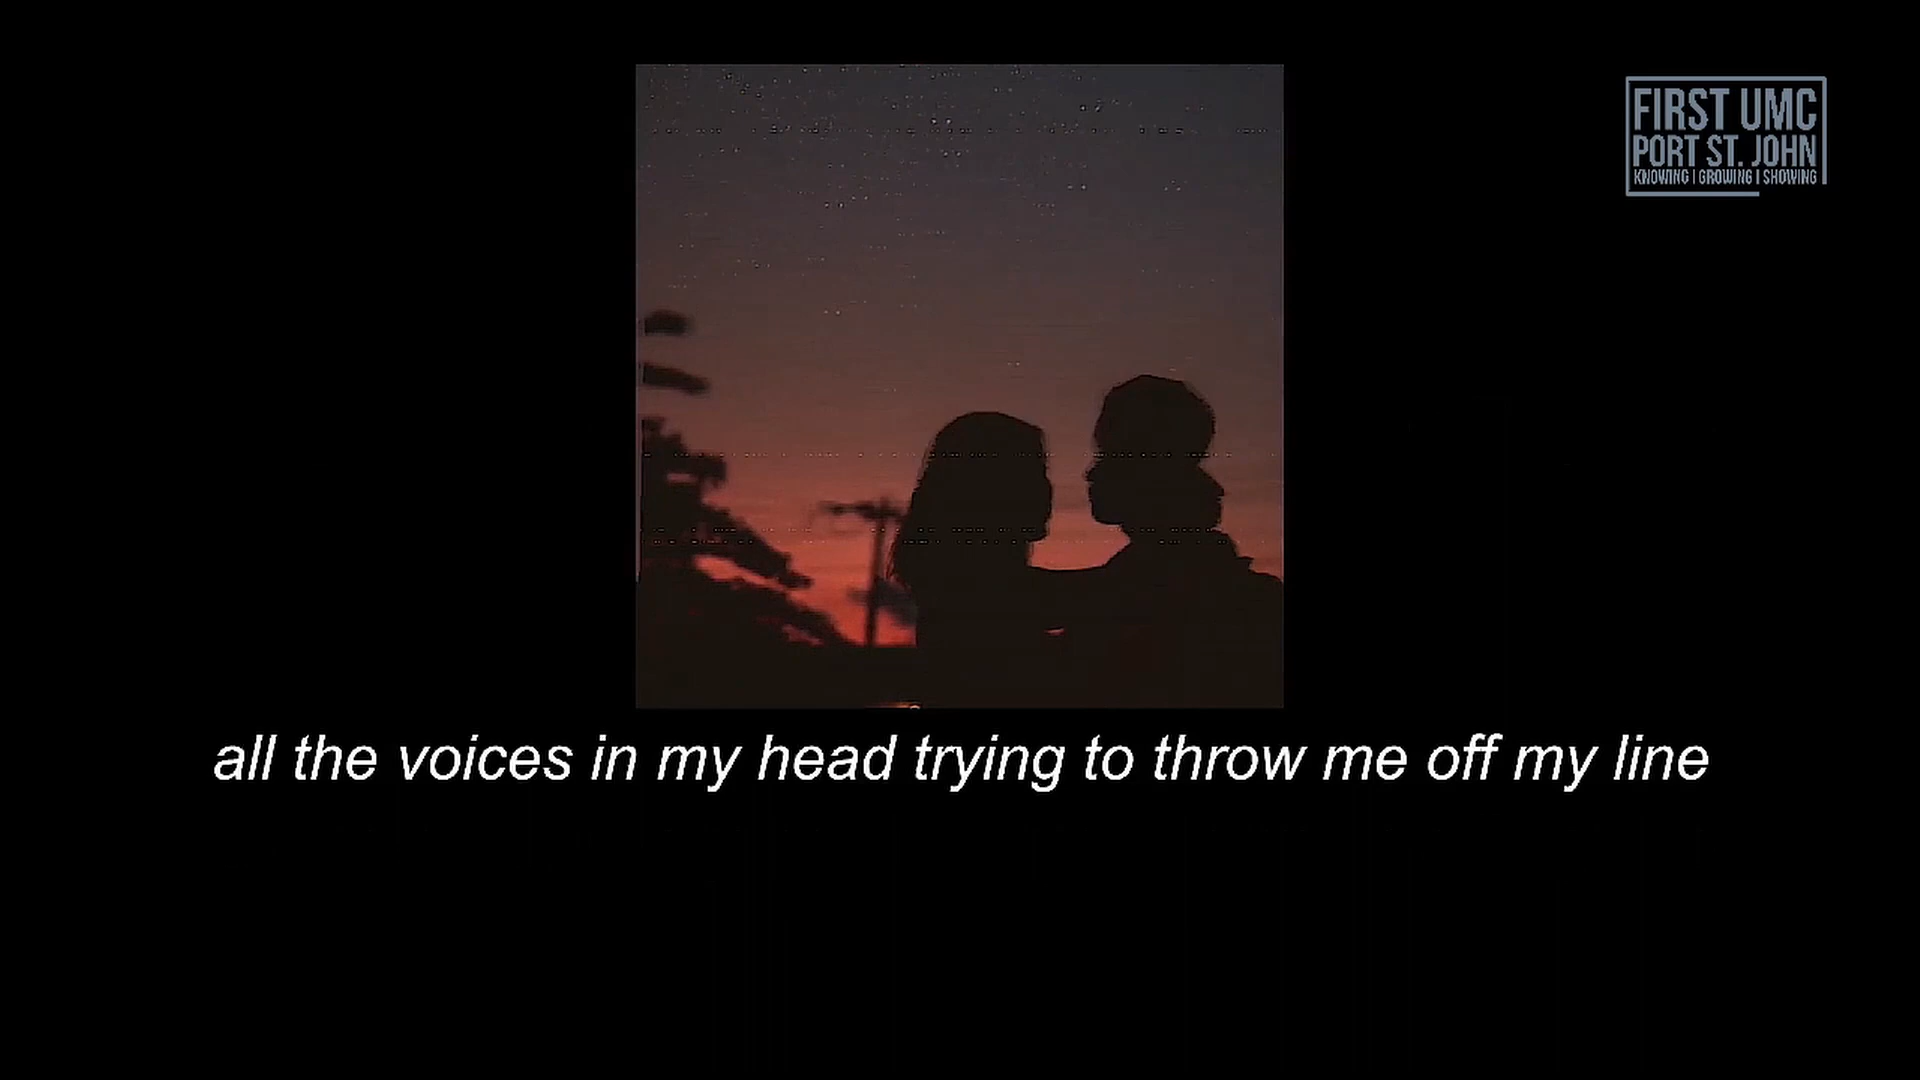 FIRST UMC
PORT ST. JOHN
KNOWING | GROWING | SHOWING
all the voices in my head trying to throw me off my line